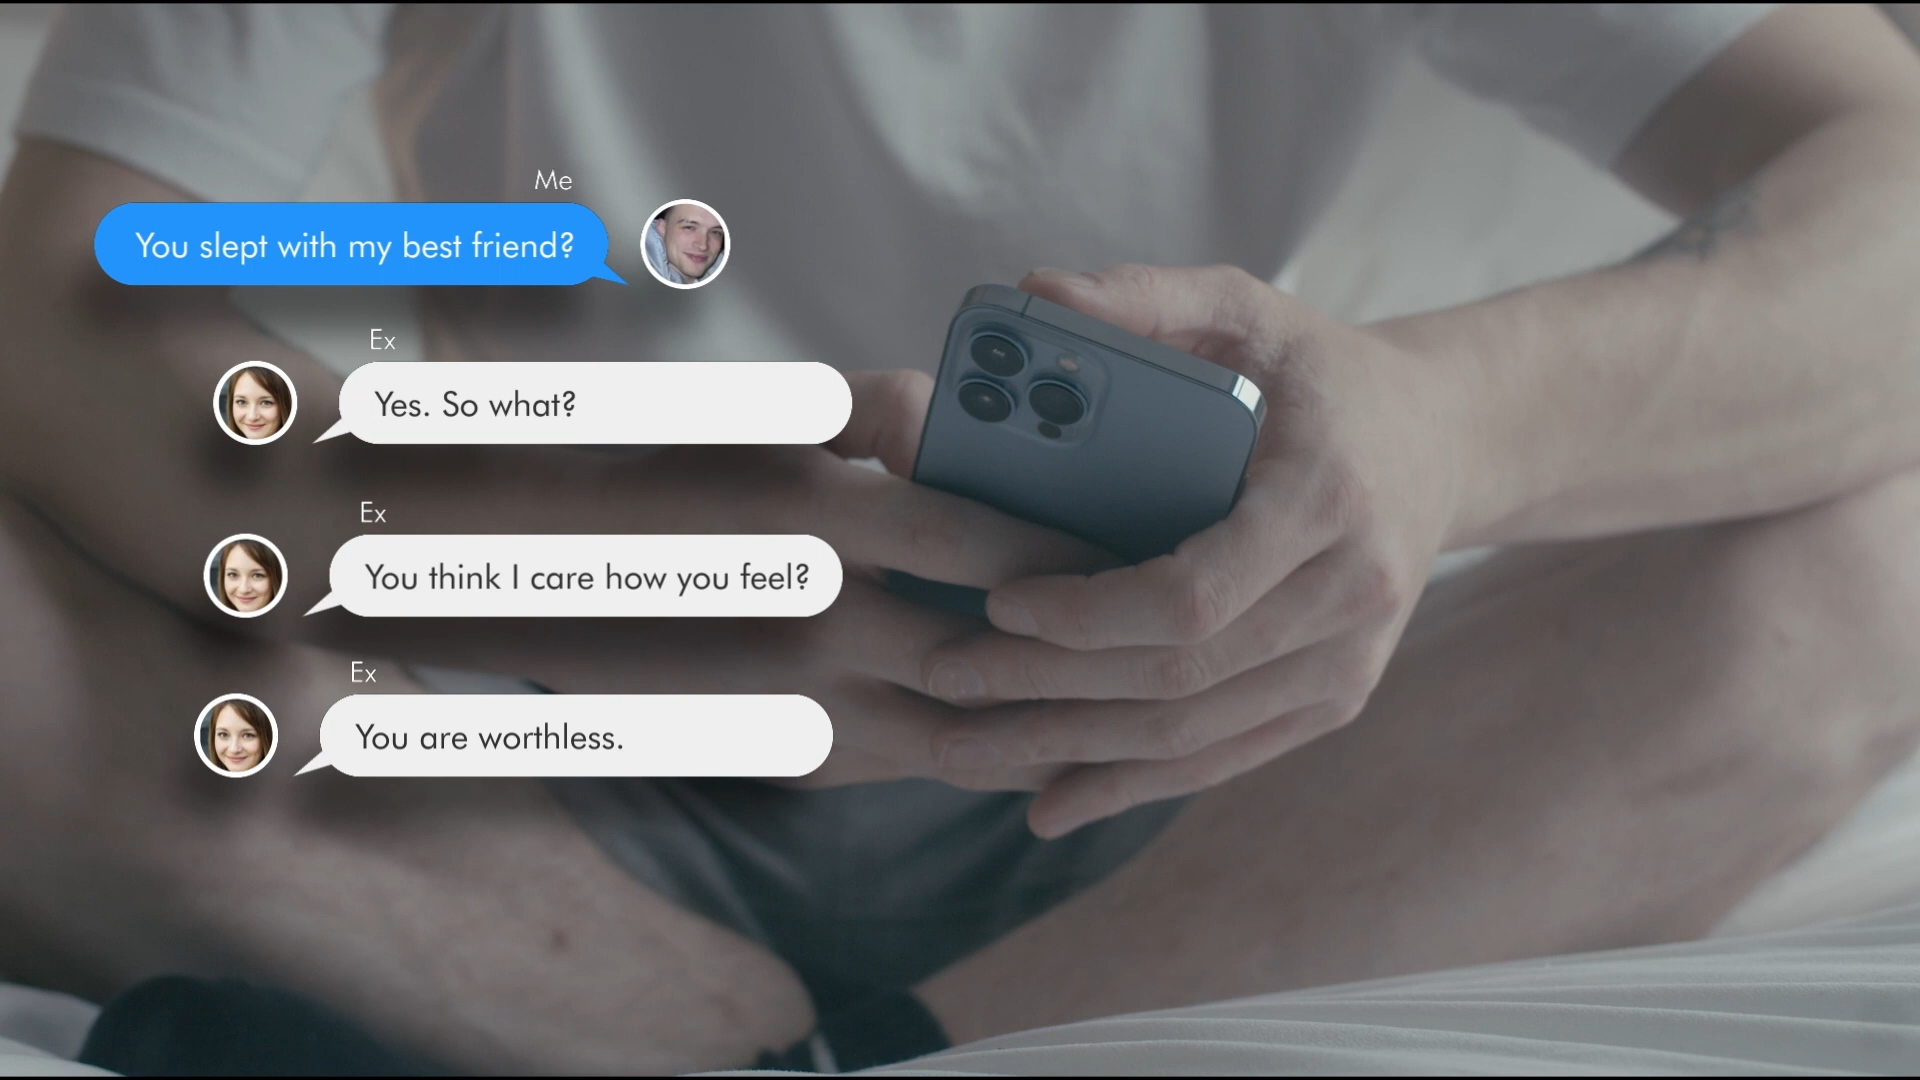 Me
You slept with my best friend?
Ex
Yes. So what?
Ex
You think I care how you feel?
Ex
You are worthless.